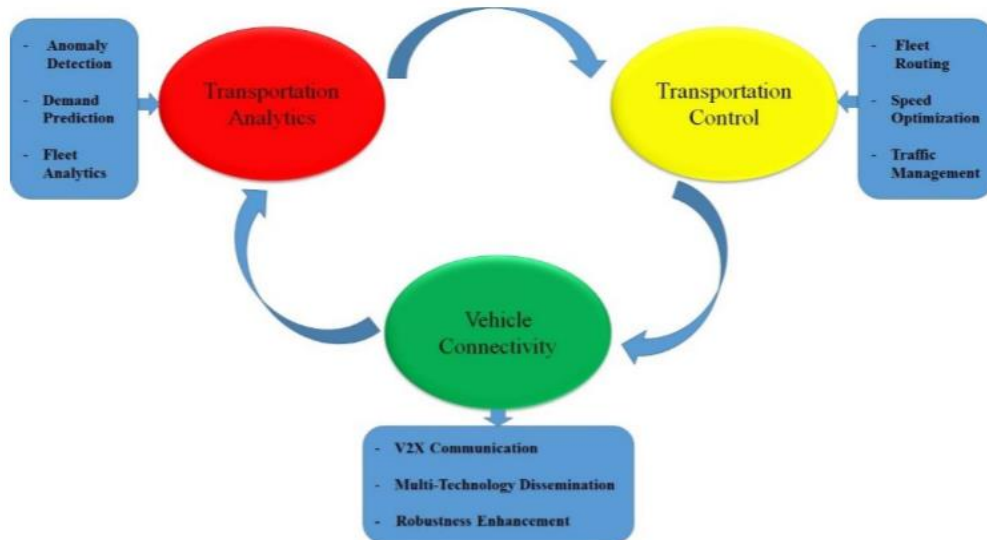 - Anomaly
Detection
- Demand
Prediction
- Fleet
Analytics
Transportation
Analytics
Transportation
Control
- Fleet
Routing
- Speed
Optimization
- Traffic
Management
Vehicle
Connectivity
- V2X Communication
- Multi-Technology Dissemination
- Robustness Enhancement